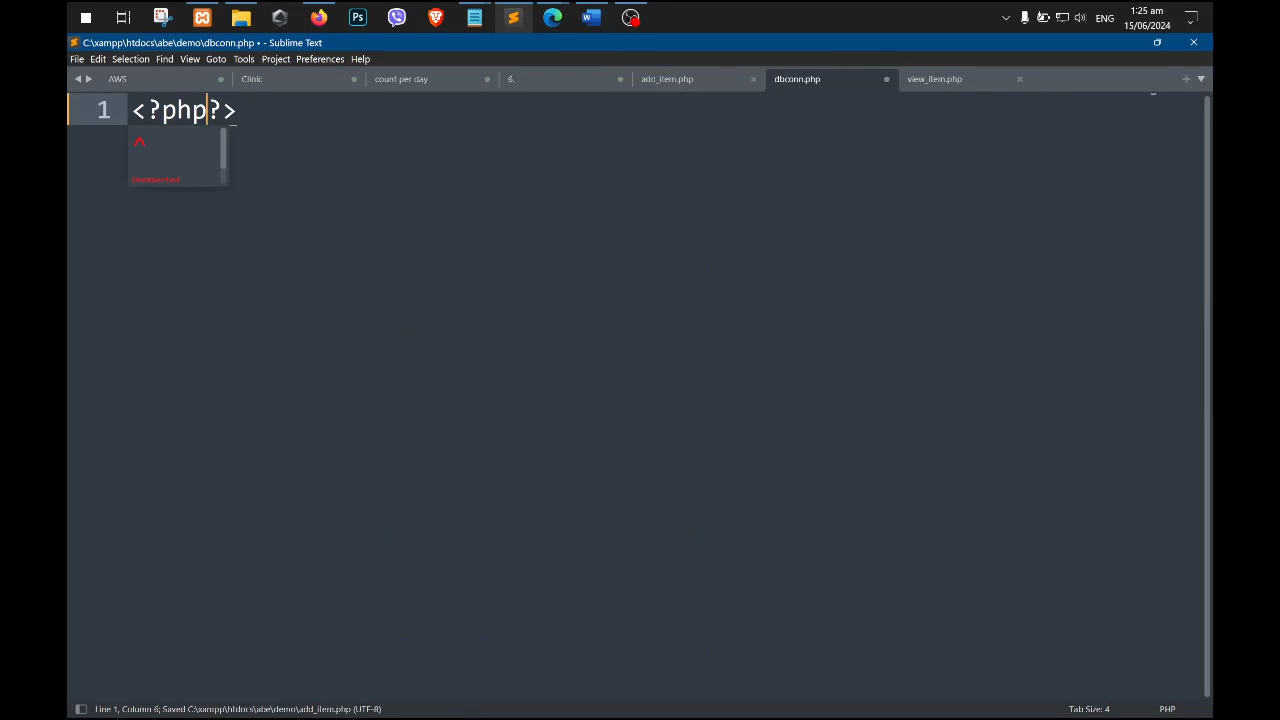 Ps
W
ENG
1:25 am
15/06/2024
C:\xampp\htdocs\abe\demo\dbconn.php • - Sublime Text
File Edit Selection Find View Goto Tools Project Preferences Help
AWS Clinic count per day 6. add_item.php dbconn.php view_item.php
1 <?php?>
^
Unexpected
Line 1, Column 6; Saved C:\xampp\htdocs\abe\demo\add_item.php (UTF-8) Tab Size: 4 PHP